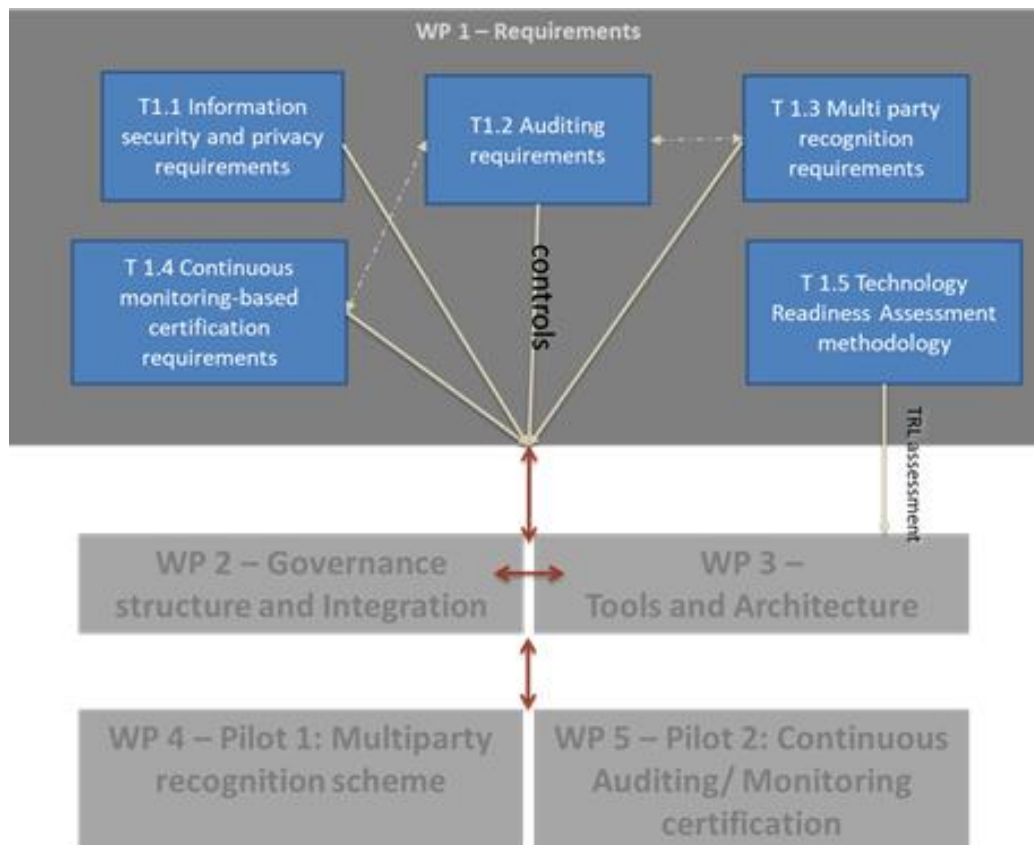 WP 1 – Requirements
T1.1 Information
security and privacy
requirements
T1.2 Auditing
requirements
T 1.3 Multi party
recognition
requirements
T 1.4 Continuous
monitoring-based
certification
requirements
controls
T 1.5 Technology
Readiness Assessment
methodology
TRL assessment
WP 2 – Governance
structure and Integration
WP 3 –
Tools and Architecture
WP 4 – Pilot 1: Multiparty
recognition scheme
WP 5 – Pilot 2: Continuous
Auditing/ Monitoring
certification